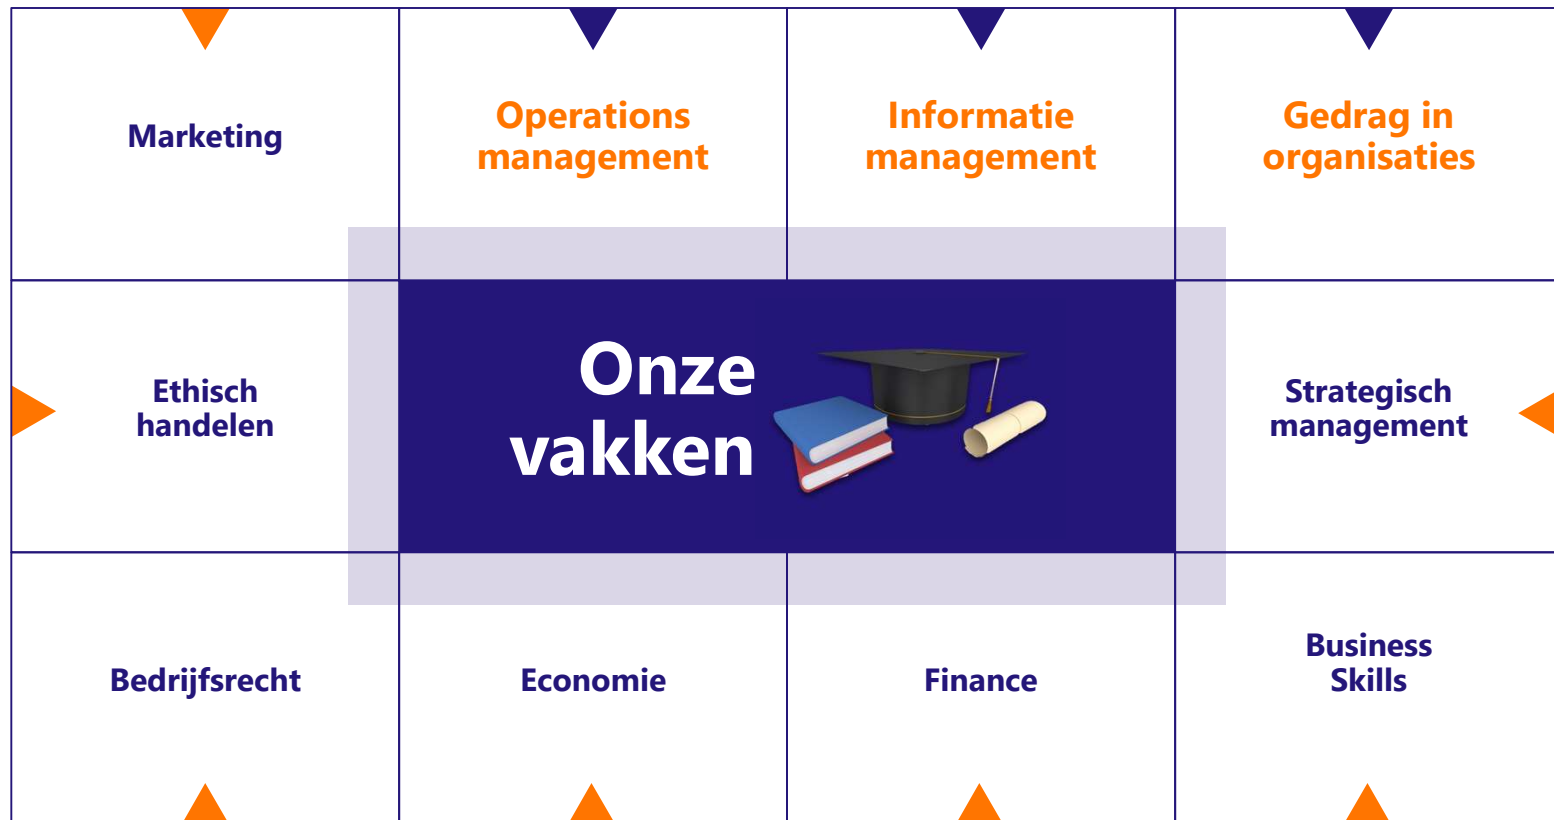 Marketing
Operations
management
Informatie
management
Gedrag in
organisaties
Ethisch
handelen
Onze
vakken
Strategisch
management
Bedrijfsrecht
Economie
Finance
Business
Skills